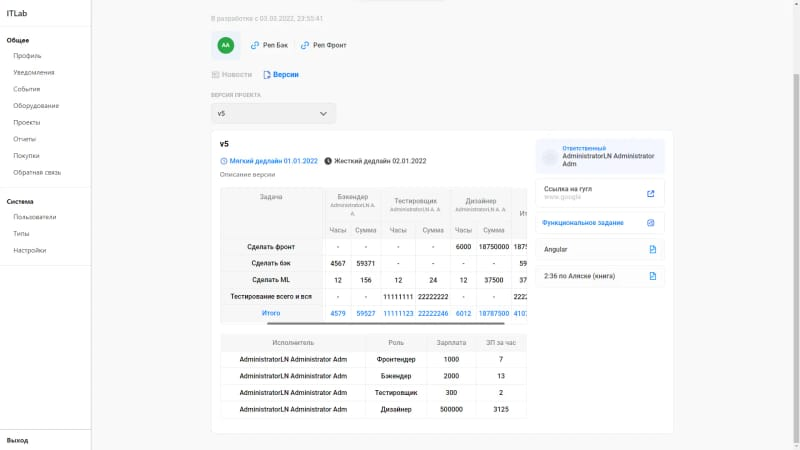 ITLab
Общее
Профиль
Уведомления
События
Оборудование
Проекты
Отчеты
Покупки
Обратная связь
Система
Пользователи
Типы
Настройки
Выход
В разработке с 03.03.2022, 23:55:41
AA
Реп Бэк Реп Фронт
Новости Версии
ВЕРСИЯ ПРОЕКТА
v5
v5
Мягкий дедлайн 01.01.2022 Жесткий дедлайн 02.01.2022
Описание версии
Задача Бэкендер Тестировщик Дизайнер Ит
AdministratorLN A. A. AdministratorLN A. A. AdministratorLN A. A.
Часы Сумма Часы Сумма Часы Сумма
Сделать фронт - - - - 6000 18750000 1875
Сделать бэк 4567 59371 - - - - 59
Сделать ML 12 156 12 24 12 37500 37
Тестирование всего и вся - - 11111111 22222222 - - 222
Итого 4579 59527 11111123 22222246 6012 18787500 4107
Исполнитель Роль Зарплата ЗП за час
AdministratorLN Administrator Adm Фронтендер 1000 7
AdministratorLN Administrator Adm Бэкендер 2000 13
AdministratorLN Administrator Adm Тестировщик 300 2
AdministratorLN Administrator Adm Дизайнер 500000 3125
Ответственный
AdministratorLN Administrator
Adm
Ссылка на гугл
www.google
Функциональное задание
Angular
2:36 по Аляске (книга)